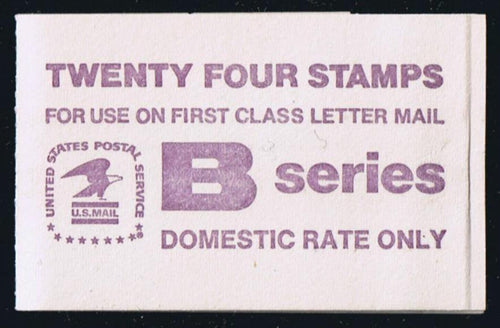 TWENTY FOUR STAMPS
FOR USE ON FIRST CLASS LETTER MAIL
UNITED STATES POSTAL SERVICE
U.S.MAIL
B series
DOMESTIC RATE ONLY